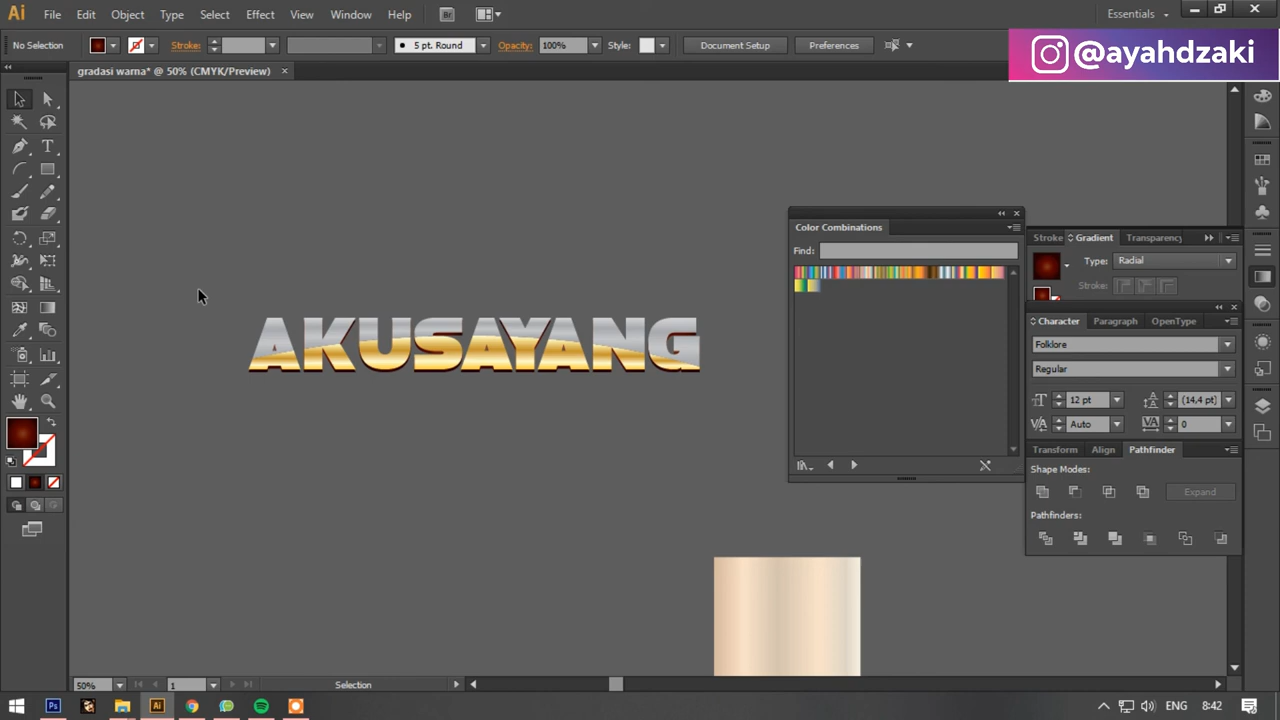 Ai File Edit Object Type Select Effect View Window Help Br Essentials
No Selection Stroke: 5 pt. Round Opacity: 100% Style: Document Setup Preferences
@ayahdzaki
gradasi warna* @ 50% (CMYK/Preview)
Color Combinations
Find:
Stroke Gradient Transparency
Type: Radial
Stroke:
AKUSAYANG
Character Paragraph OpenType
Folklore
Regular
12 pt (14,4 pt)
Auto 0
Transform Align Pathfinder
Shape Modes:
Expand
Pathfinders:
50% 1 Selection
Ps Ai ENG 8:42